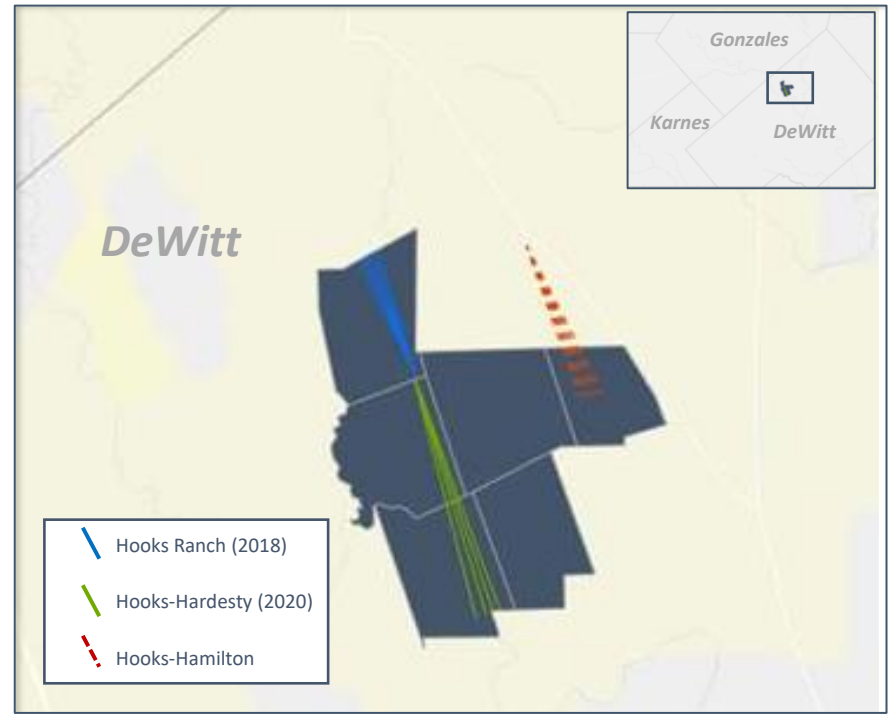 Gonzales
Karnes
DeWitt
DeWitt
Hooks Ranch (2018)
Hooks-Hardesty (2020)
Hooks-Hamilton